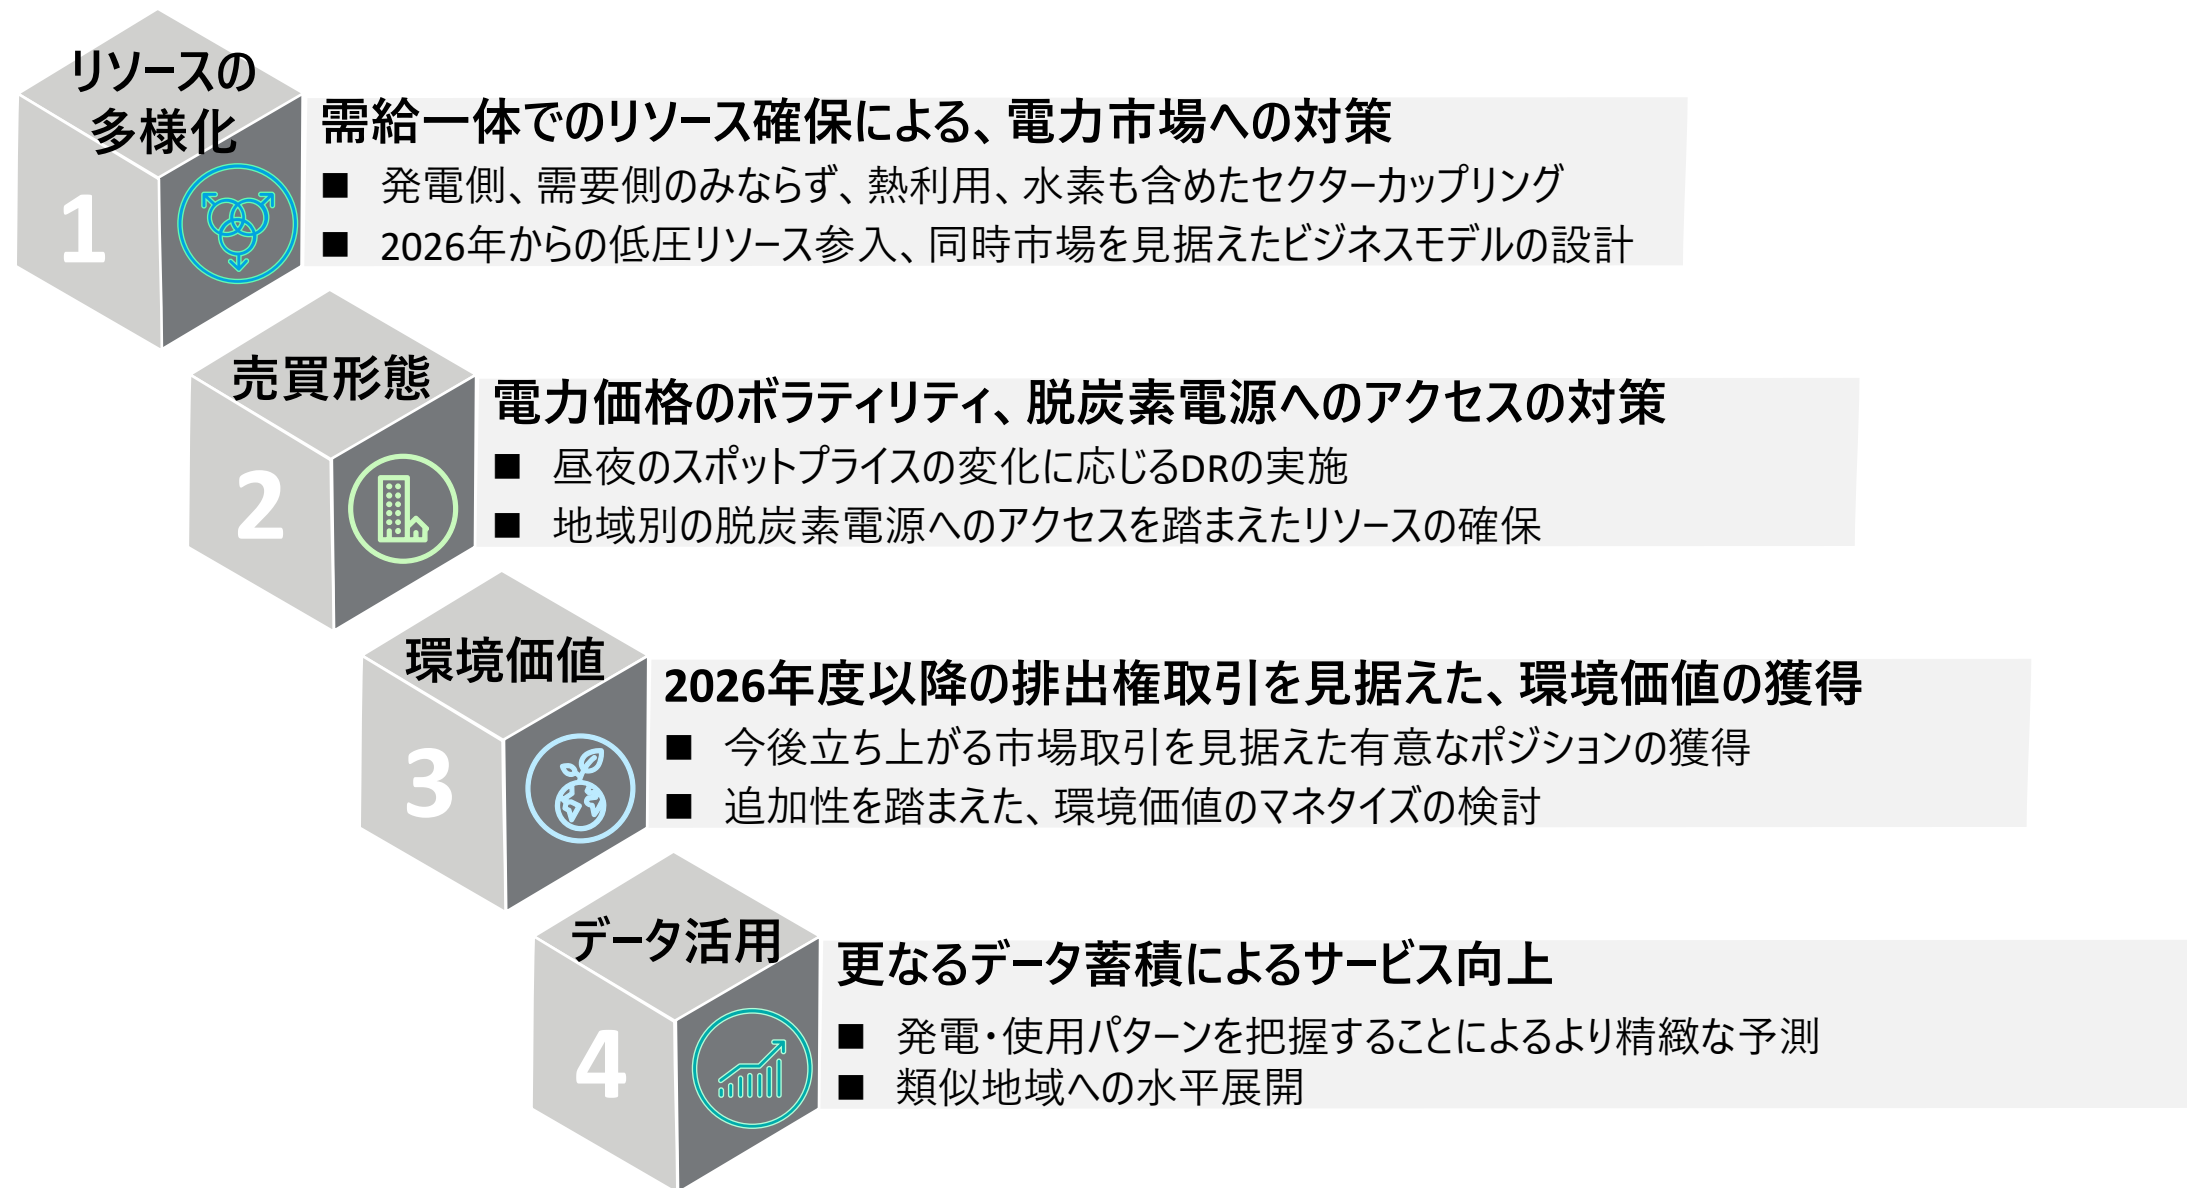 リソースの
多様化
1
需給一体でのリソース確保による、電力市場への対策
■ 発電側、需要側のみならず、熱利用、水素も含めたセクターカップリング
■ 2026年からの低圧リソース参入、同時市場を見据えたビジネスモデルの設計
売買形態
2
電力価格のボラティリティ、脱炭素電源へのアクセスの対策
■ 昼夜のスポットプライスの変化に応じるDRの実施
■ 地域別の脱炭素電源へのアクセスを踏まえたリソースの確保
環境価値
3
2026年度以降の排出権取引を見据えた、環境価値の獲得
■ 今後立ち上がる市場取引を見据えた有意なポジションの獲得
■ 追加性を踏まえた、環境価値のマネタイズの検討
データ活用
4
更なるデータ蓄積によるサービス向上
■ 発電・使用パターンを把握することによるより精緻な予測
■ 類似地域への水平展開